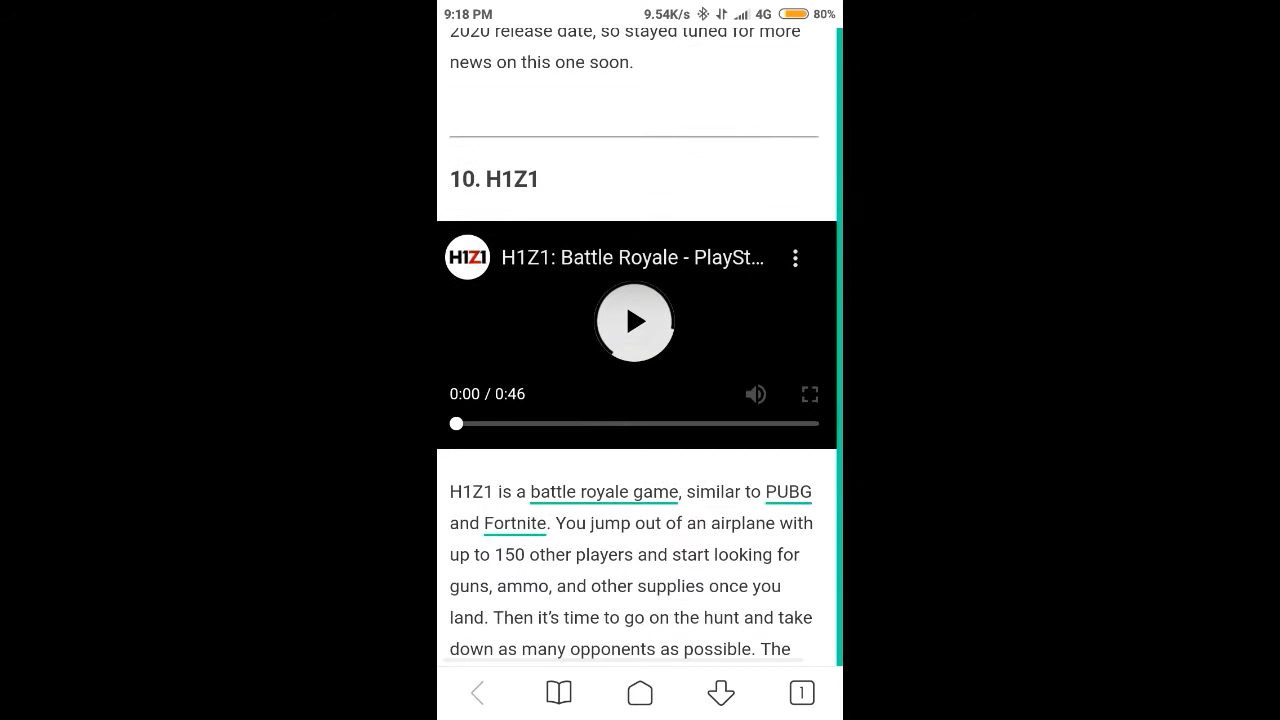 9:18 PM 9.54K/s 4G 80%
2020 release date, so stayed tuned for more
news on this one soon.
10. H1Z1
H1Z1 H1Z1: Battle Royale - PlaySt...
0:00 / 0:46
H1Z1 is a battle royale game, similar to PUBG
and Fortnite. You jump out of an airplane with
up to 150 other players and start looking for
guns, ammo, and other supplies once you
land. Then it’s time to go on the hunt and take
down as many opponents as possible. The
1